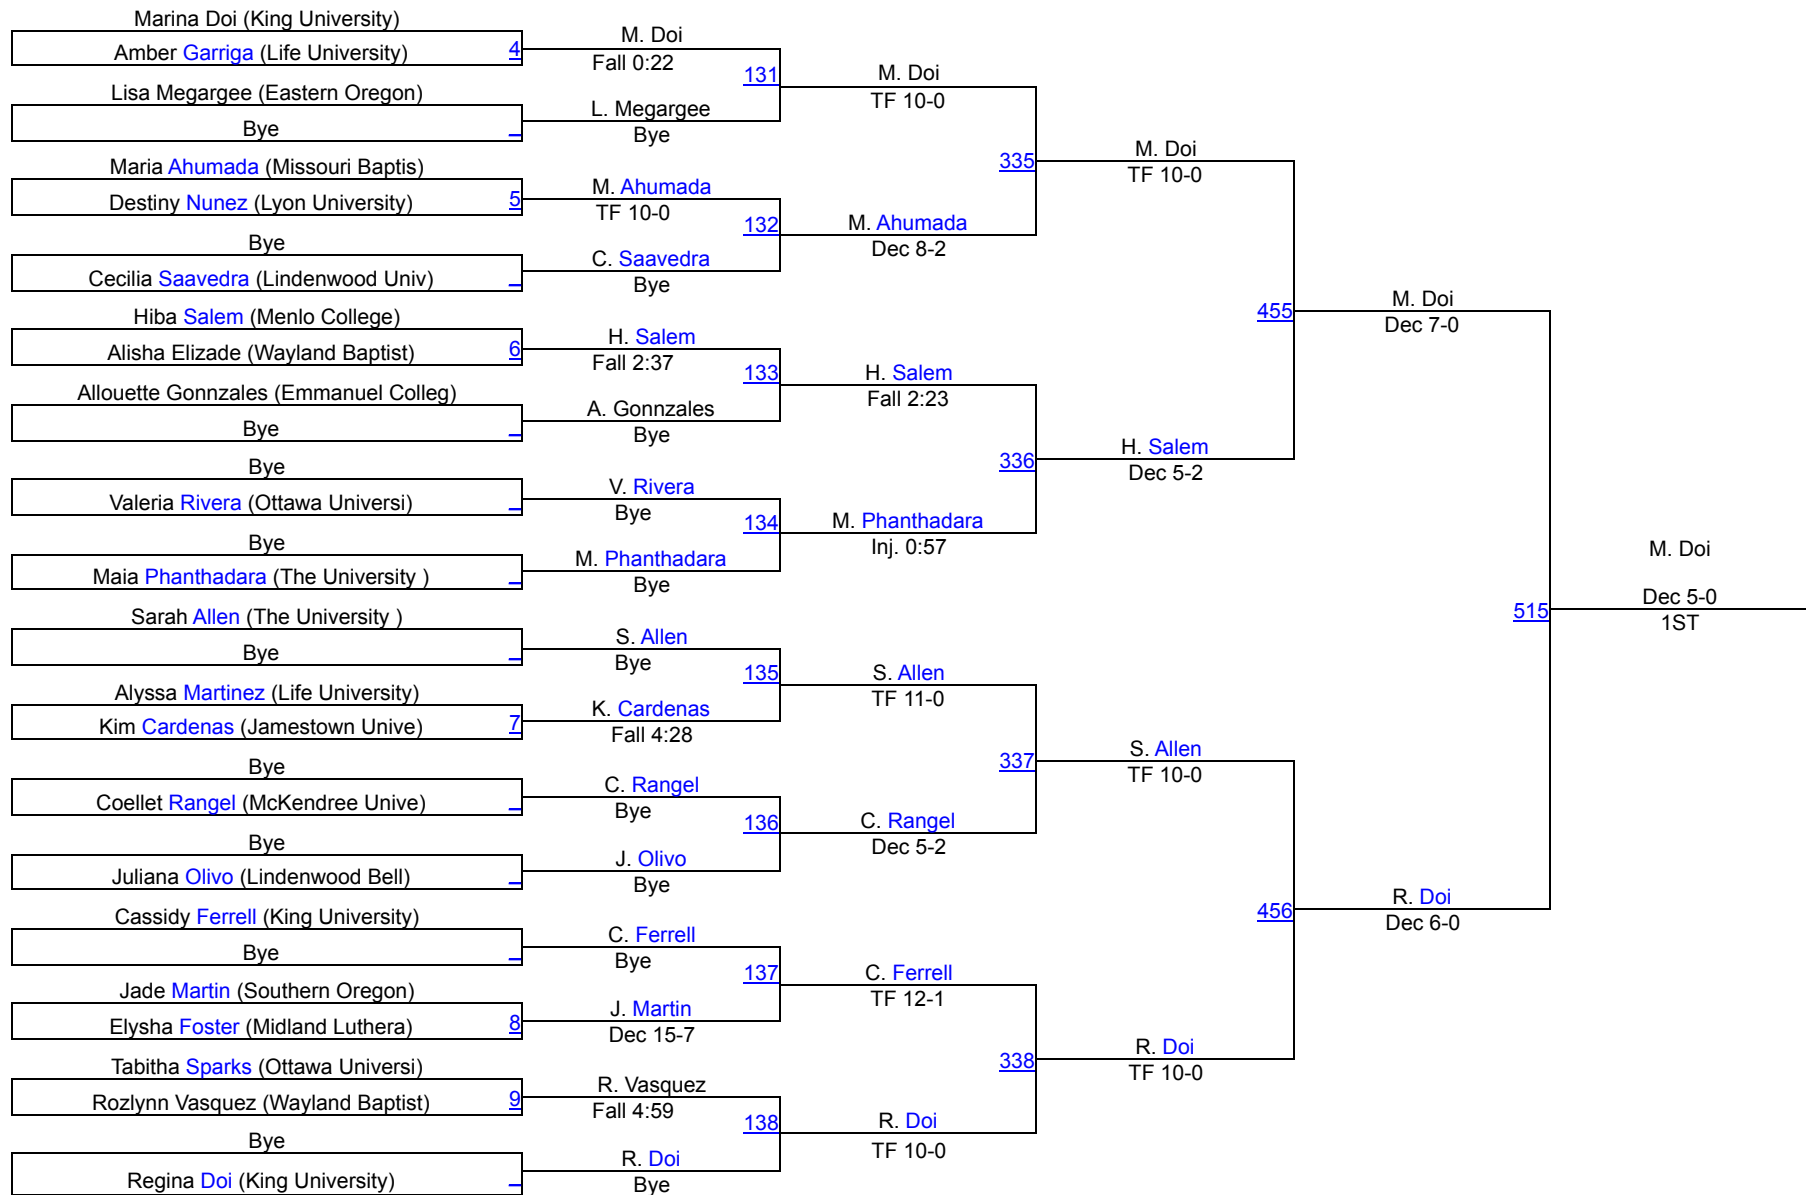 Marina Doi (King University)
Amber Garriga (Life University) 4
Lisa Megargee (Eastern Oregon)
Bye _
Maria Ahumada (Missouri Baptis)
Destiny Nunez (Lyon University) 5
Bye
Cecilia Saavedra (Lindenwood Univ) _
Hiba Salem (Menlo College)
Alisha Elizade (Wayland Baptist) 6
Allouette Gonnzales (Emmanuel Colleg)
Bye _
Bye
Valeria Rivera (Ottawa Universi) _
Bye
Maia Phanthadara (The University ) _
Sarah Allen (The University )
Bye _
Alyssa Martinez (Life University)
Kim Cardenas (Jamestown Unive) 7
Bye
Coellet Rangel (McKendree Unive) _
Bye
Juliana Olivo (Lindenwood Bell) _
Cassidy Ferrell (King University)
Bye _
Jade Martin (Southern Oregon)
Elysha Foster (Midland Luthera) 8
Tabitha Sparks (Ottawa Universi)
Rozlynn Vasquez (Wayland Baptist) 9
Bye
Regina Doi (King University) _
M. Doi
Fall 0:22
131
L. Megargee
Bye
M. Ahumada
TF 10-0
132
C. Saavedra
Bye
H. Salem
Fall 2:37
133
A. Gonnzales
Bye
V. Rivera
Bye
134
M. Phanthadara
Bye
S. Allen
Bye
135
K. Cardenas
Fall 4:28
C. Rangel
Bye
136
J. Olivo
Bye
C. Ferrell
Bye
137
J. Martin
Dec 15-7
R. Vasquez
Fall 4:59
138
R. Doi
Bye
M. Doi
TF 10-0
335
M. Ahumada
Dec 8-2
H. Salem
Fall 2:23
336
M. Phanthadara
Inj. 0:57
S. Allen
TF 11-0
337
C. Rangel
Dec 5-2
C. Ferrell
TF 12-1
338
R. Doi
TF 10-0
M. Doi
TF 10-0
455
H. Salem
Dec 5-2
S. Allen
TF 10-0
456
R. Doi
TF 10-0
M. Doi
Dec 7-0
515
R. Doi
Dec 6-0
M. Doi
Dec 5-0
1ST